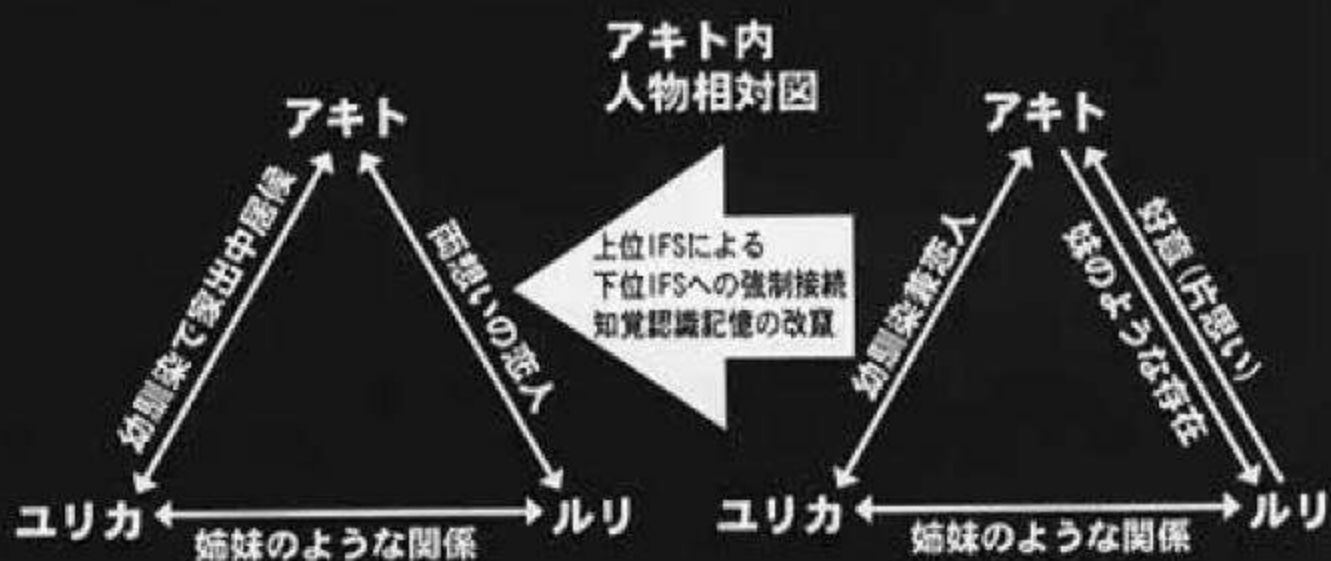 アキト内
人物相対図
アキト
幼馴染で家出中居候
両想いの恋人
ユリカ
ルリ
姉妹のような関係
上位IFSによる
下位IFSへの強制接続
知覚認識記憶の改竄
アキト
幼馴染兼恋人
妹のような存在
好意(片思い)
ユリカ
ルリ
姉妹のような関係